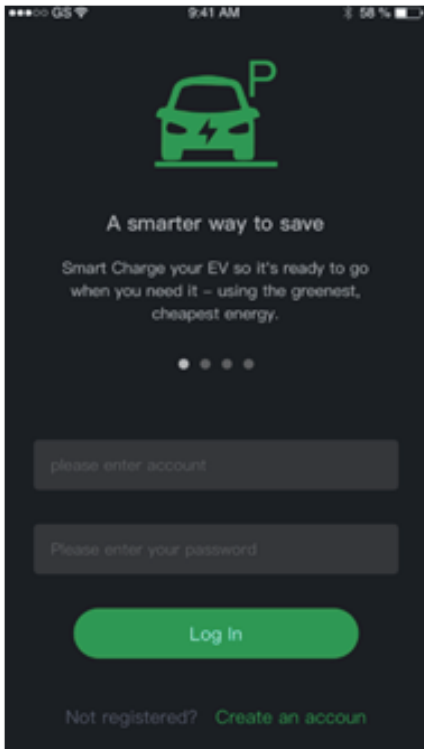 GS 9:41 AM 58 %
P
A smarter way to save
Smart Charge your EV so it's ready to go
when you need it – using the greenest,
cheapest energy.
please enter account
Please enter your password
Log In
Not registered? Create an accoun